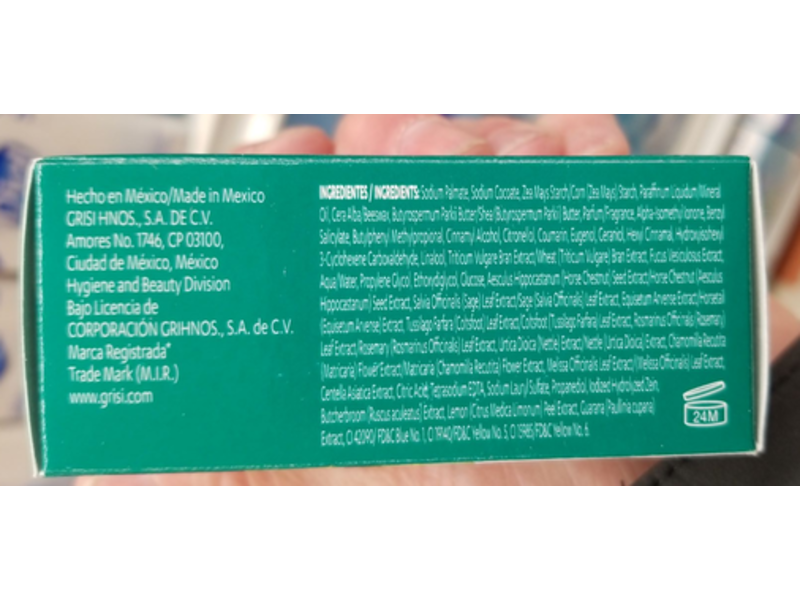 Hecho en México/Made in Mexico
GRISI HNOS., S.A. DE C.V.
Amores No. 1746, CP 03100,
Ciudad de México, México
Hygiene and Beauty Division
Bajo Licencia de
CORPORACIÓN GRIHNOS., S.A. de C.V.
Marca Registrada*
Trade Mark (M.I.R.)
www.grisi.com
INGREDIENTES / INGREDIENTS: Sodium Palmate, Sodium Cocoate, Zea Mays Starch/Corn (Zea Mays) Starch, Paraffinum Liquidum/Mineral
Oil, Cera Alba/Beeswax, Butyrospermum Parkii Butter/Shea (Butyrospermum Parkii) Butter, Parfum/Fragrance, Alpha-Isomethyl Ionone, Benzyl
Salicylate, Butylphenyl Methylpropional, Cinnamyl Alcohol, Citronellol, Coumarin, Eugenol, Geraniol, Hexyl Cinnamal, Hydroxyisohexyl
3-Cyclohexene Carboxaldehyde, Linalool, Triticum Vulgare Bran Extract/Wheat (Triticum Vulgare) Bran Extract, Fucus Vesiculosus Extract,
Aqua/Water, Propylene Glycol, Ethoxydiglycol, Glucose, Aesculus Hippocastanum (Horse Chestnut) Seed Extract/Horse Chestnut (Aesculus
Hippocastanum) Seed Extract, Salvia Officinalis (Sage) Leaf Extract/Sage (Salvia Officinalis) Leaf Extract, Equisetum Arvense Extract/Horsetail
(Equisetum Arvense) Extract, Tussilago Farfara (Coltsfoot) Leaf Extract/Coltsfoot (Tussilago Farfara) Leaf Extract, Rosmarinus Officinalis (Rosemary)
Leaf Extract/Rosemary (Rosmarinus Officinalis) Leaf Extract, Urtica Dioica (Nettle) Extract/Nettle (Urtica Dioica) Extract, Chamomilla Recutita
(Matricaria) Flower Extract/Matricaria (Chamomilla Recutita) Flower Extract, Melissa Officinalis Leaf Extract/(Melissa Officinalis) Leaf Extract,
Centella Asiatica Extract, Citric Acid, Tetrasodium EDTA, Sodium Lauryl Sulfate, Propanediol, Iodized Hydrolyzed Zein,
Butcherbroom (Ruscus aculeatus) Extract, Lemon (Citrus Medica Limonum) Peel Extract, Guarana (Paullinia cupana)
Extract, CI 42090/ FD&C Blue No. 1, CI 19140/FD&C Yellow No. 5, CI 15985/FD&C Yellow No. 6.
24M